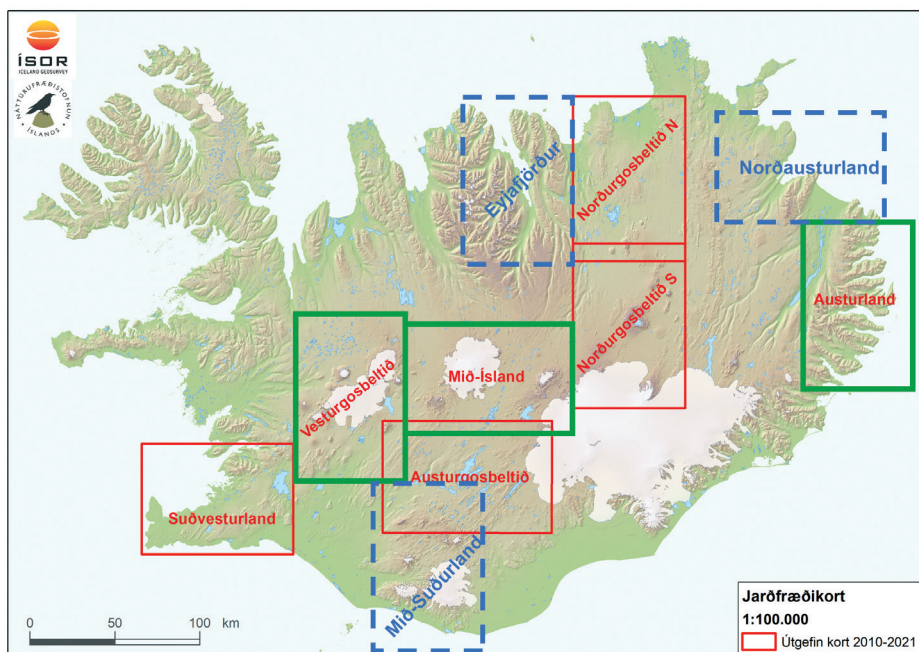 ÍSOR
ICELAND GEOSURVEY
NÁTTÚRUFRÆÐISTOFNUN
ÍSLANDS
Eyjafjörður
Norðurgosbeltið N
Norðausturland
Norðurgosbeltið S
Austurland
Vesturgosbeltið
Mið-Ísland
Austurgosbeltið
Suðvesturland
Mið-Suðurland
0 50 100 km
Jarðfræðikort
1:100.000
Útgefin kort 2010-2021